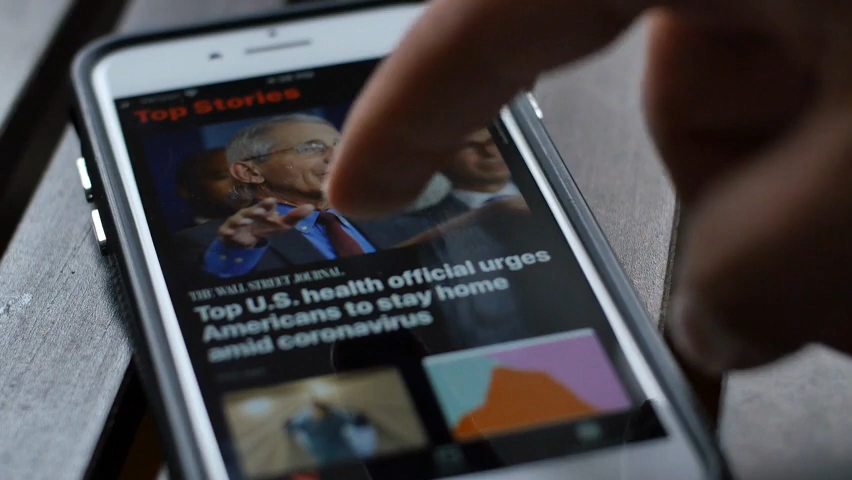 Top Stories
THE WALL STREET JOURNAL.
Top U.S. health official urges
Americans to stay home
amid coronavirus